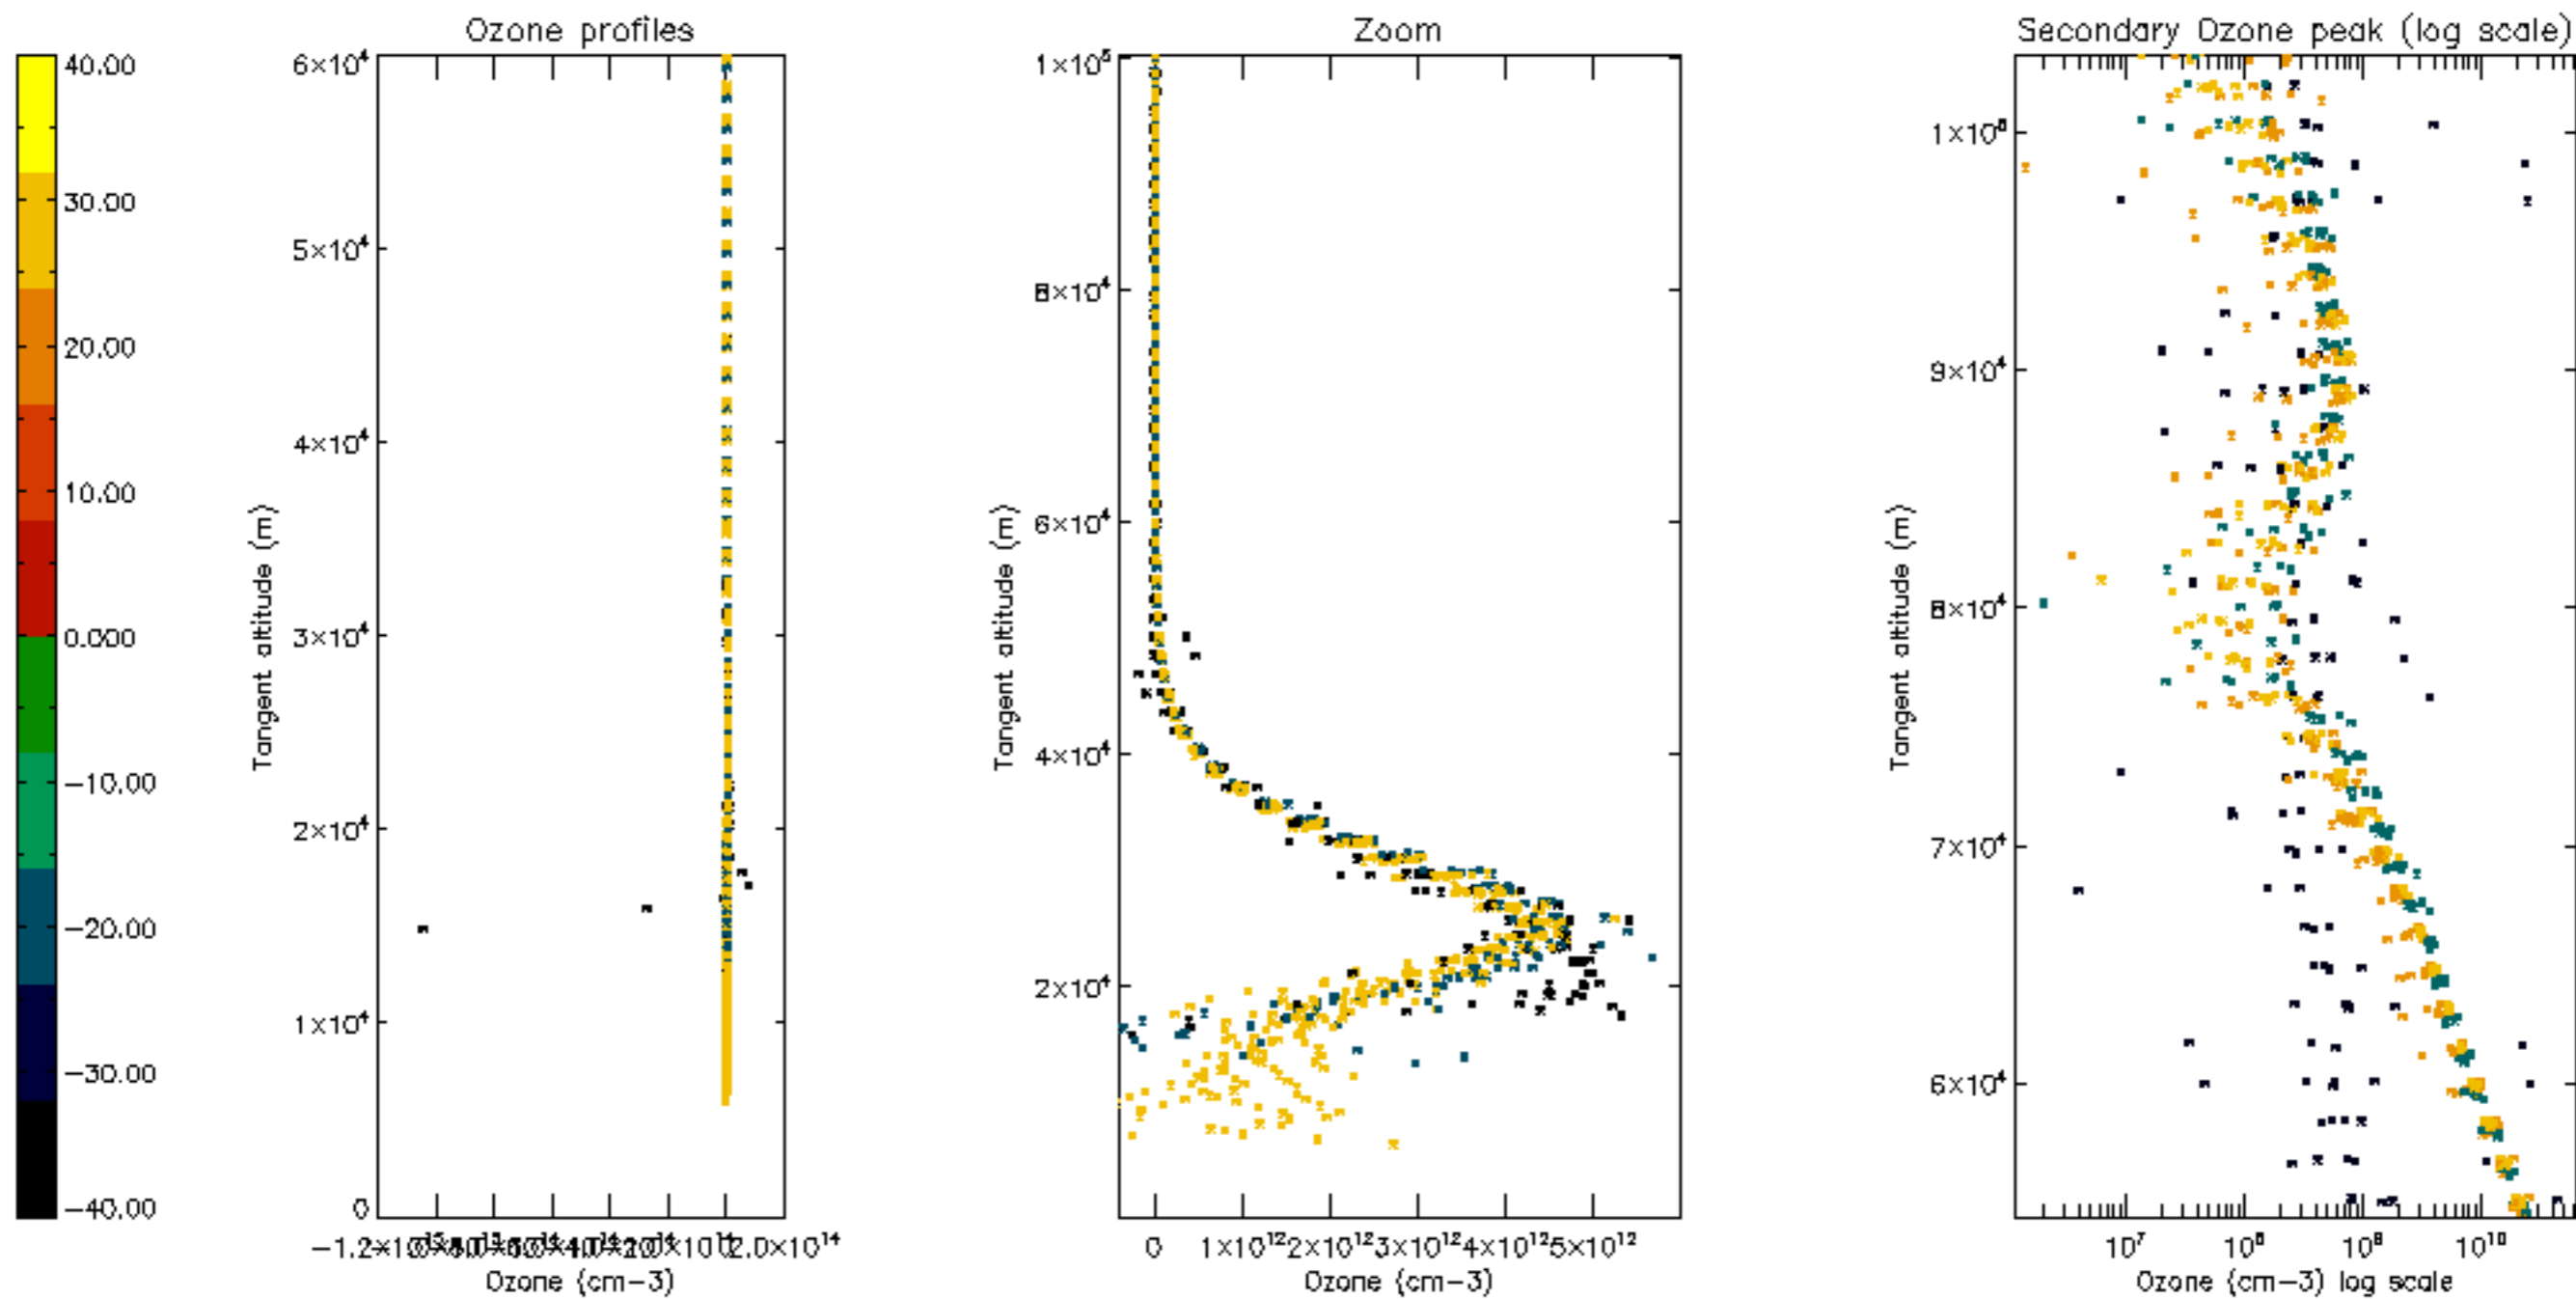 Ozone profiles
Zoom
Secondary Ozone peak (log scale)
40.00
30.00
20.00
10.00
0.00
−10.00
−20.00
−30.00
−40.00
6×10⁴
5×10⁴
4×10⁴
3×10⁴
2×10⁴
1×10⁴
0
Tangent altitude (m)
2.0×10¹⁴
Ozone (cm−3)
1×10⁵
8×10⁴
6×10⁴
4×10⁴
2×10⁴
Tangent altitude (m)
0 1×10¹² 2×10¹² 3×10¹² 4×10¹² 5×10¹²
Ozone (cm−3)
9×10⁴
8×10⁴
7×10⁴
6×10⁴
Tangent altitude (m)
10⁷ 10⁸ 10⁹ 10¹⁰
Ozone (cm−3) log scale